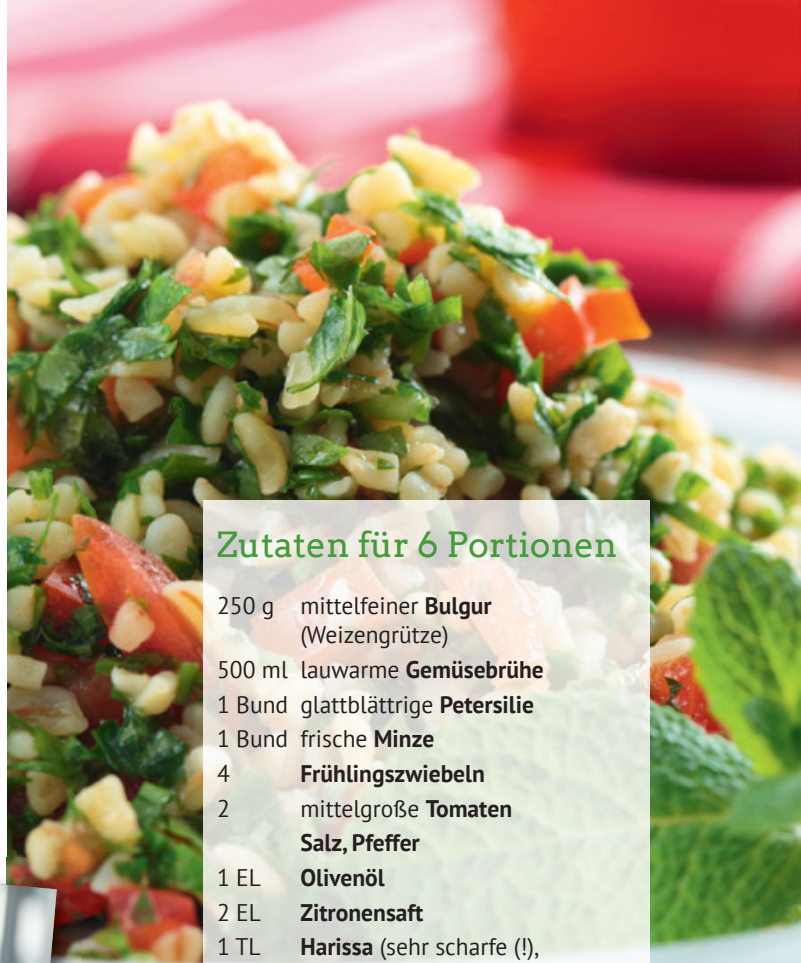 Zutaten für 6 Portionen
250 g mittelfeiner Bulgur
(Weizengrütze)
500 ml lauwarme Gemüsebrühe
1 Bund glattblättrige Petersilie
1 Bund frische Minze
4 Frühlingszwiebeln
2 mittelgroße Tomaten
Salz, Pfeffer
1 EL Olivenöl
2 EL Zitronensaft
1 TL Harissa (sehr scharfe (!),